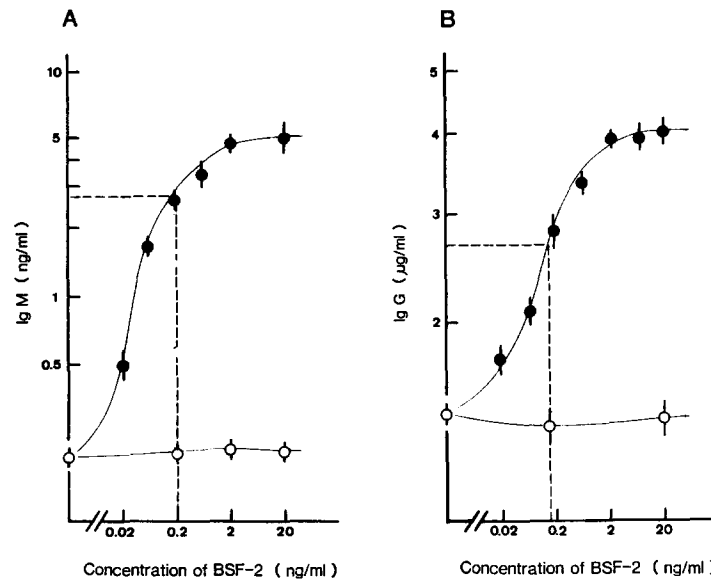 A
Ig M ( ng/ml )
10
5
1
0.5
0.02 0.2 2 20
Concentration of BSF-2 ( ng/ml )
B
Ig G ( μg/ml )
5
4
3
2
0.02 0.2 2 20
Concentration of BSF-2 ( ng/ml )